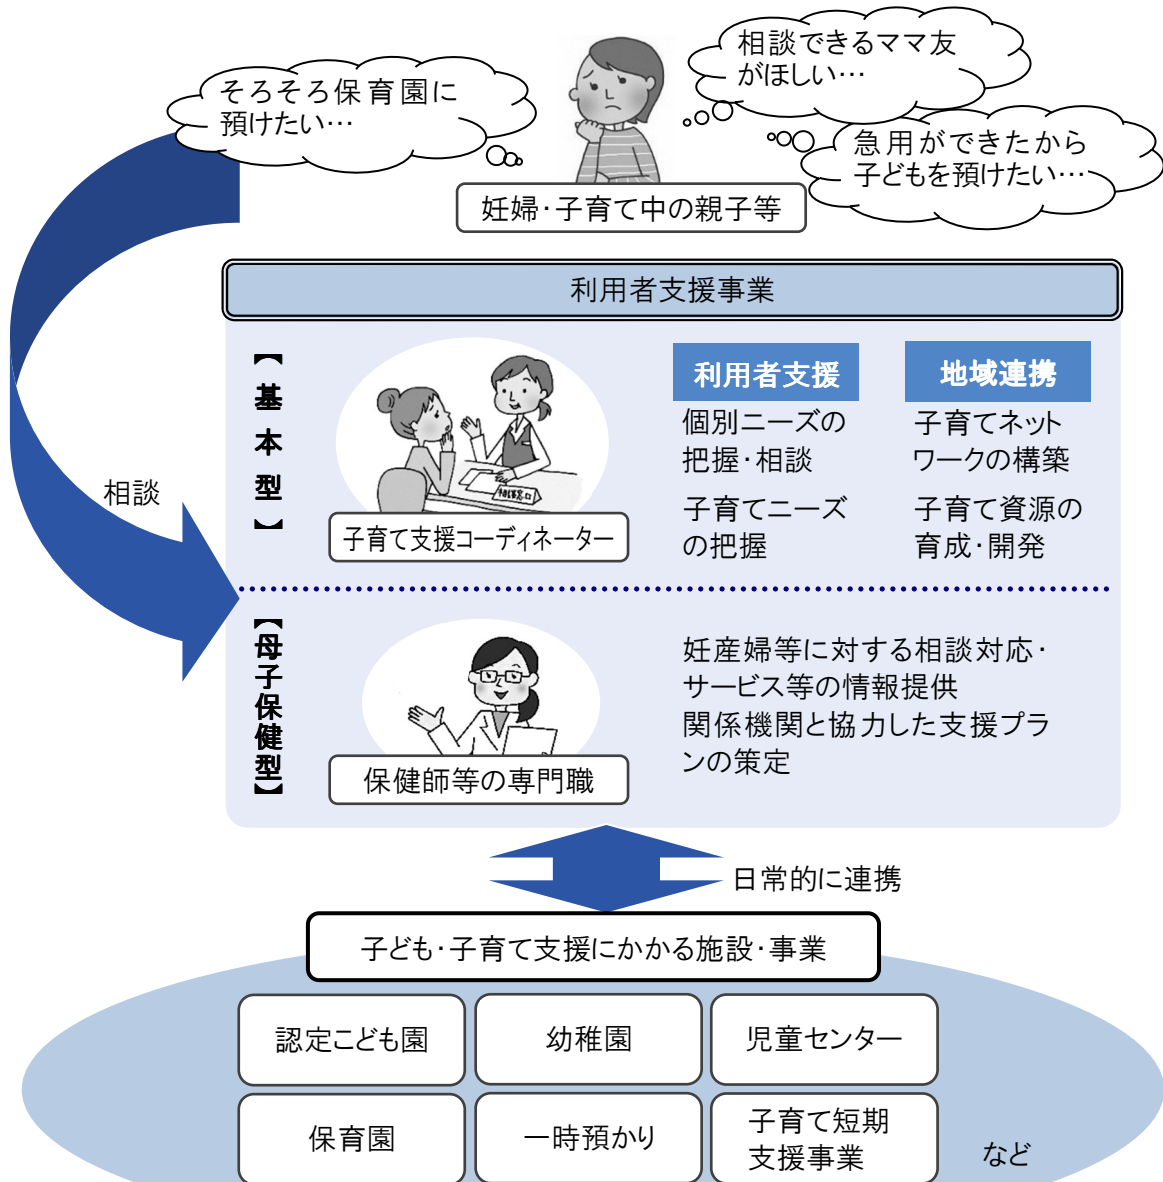 そろそろ保育園に
預けたい…
相談できるママ友
がほしい…
急用ができたから
子どもを預けたい…
妊婦・子育て中の親子等
利用者支援事業
【基本型】
相談窓口
子育て支援コーディネーター
利用者支援
個別ニーズの
把握・相談
子育てニーズ
の把握
地域連携
子育てネット
ワークの構築
子育て資源の
育成・開発
相談
【母子保健型】
保健師等の専門職
妊産婦等に対する相談対応・
サービス等の情報提供
関係機関と協力した支援プラ
ンの策定
日常的に連携
子ども・子育て支援にかかる施設・事業
認定こども園
幼稚園
児童センター
保育園
一時預かり
子育て短期
支援事業
など